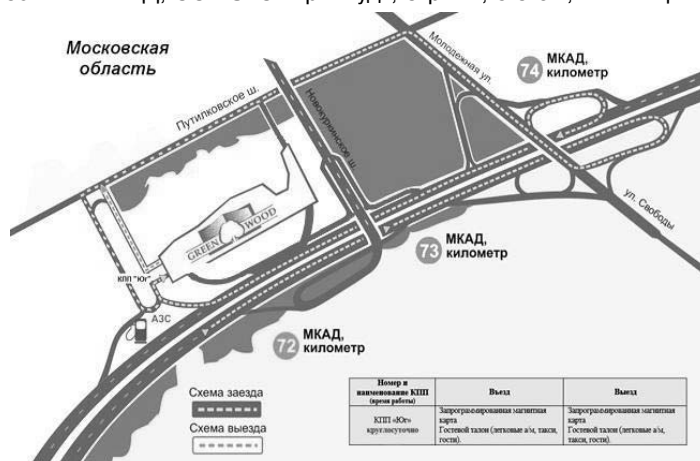 Московская
область
МКАД,
километр
74
Молодежная ул.
Путилковское ш.
Новокуркинское ш.
ул. Свободы
GREEN WOOD
МКАД,
километр
73
КПП "Юг"
АЗС
72
МКАД,
километр
Схема заезда
Схема выезда
Номер и
наименование КПП
(время работы)
Въезд
Выезд
КПП «Юг»
круглосуточно
Запрограммированная магнитная
карта
Гостевой талон (легковые а/м, такси,
гости).
Запрограммированная магнитная
карта
Гостевой талон (легковые а/м,
такси, гости).